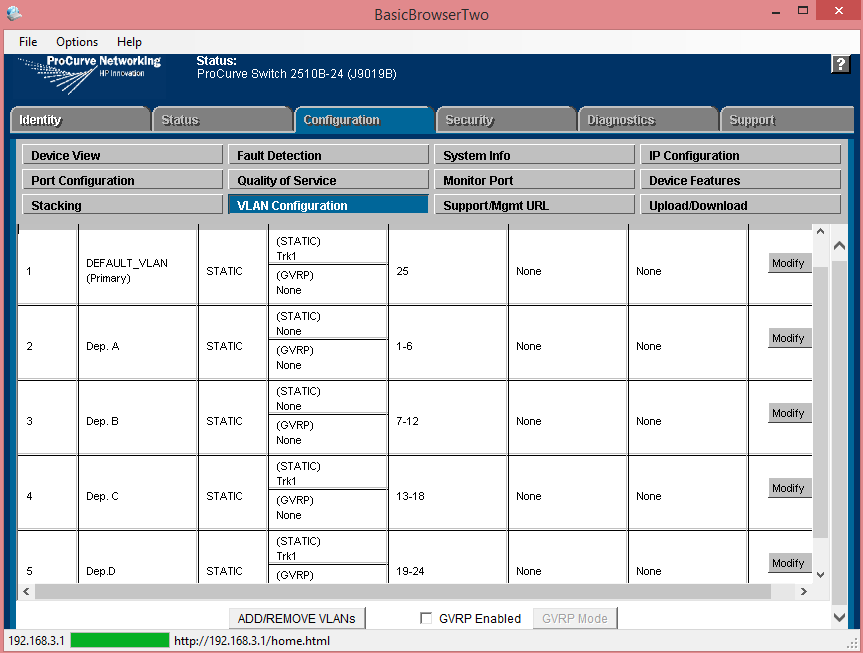 BasicBrowserTwo
File Options Help
ProCurve Networking
HP Innovation
Status:
ProCurve Switch 2510B-24 (J9019B)
?
Identity Status Configuration Security Diagnostics Support
Device View Fault Detection System Info IP Configuration
Port Configuration Quality of Service Monitor Port Device Features
Stacking VLAN Configuration Support/Mgmt URL Upload/Download
1 DEFAULT_VLAN (Primary) STATIC (STATIC) Trk1 (GVRP) None 25 None None Modify
2 Dep. A STATIC (STATIC) None (GVRP) None 1-6 None None Modify
3 Dep. B STATIC (STATIC) None (GVRP) None 7-12 None None Modify
4 Dep. C STATIC (STATIC) Trk1 (GVRP) None 13-18 None None Modify
5 Dep.D STATIC (STATIC) Trk1 (GVRP) 19-24 None None Modify
ADD/REMOVE VLANs GVRP Enabled GVRP Mode
192.168.3.1 http://192.168.3.1/home.html